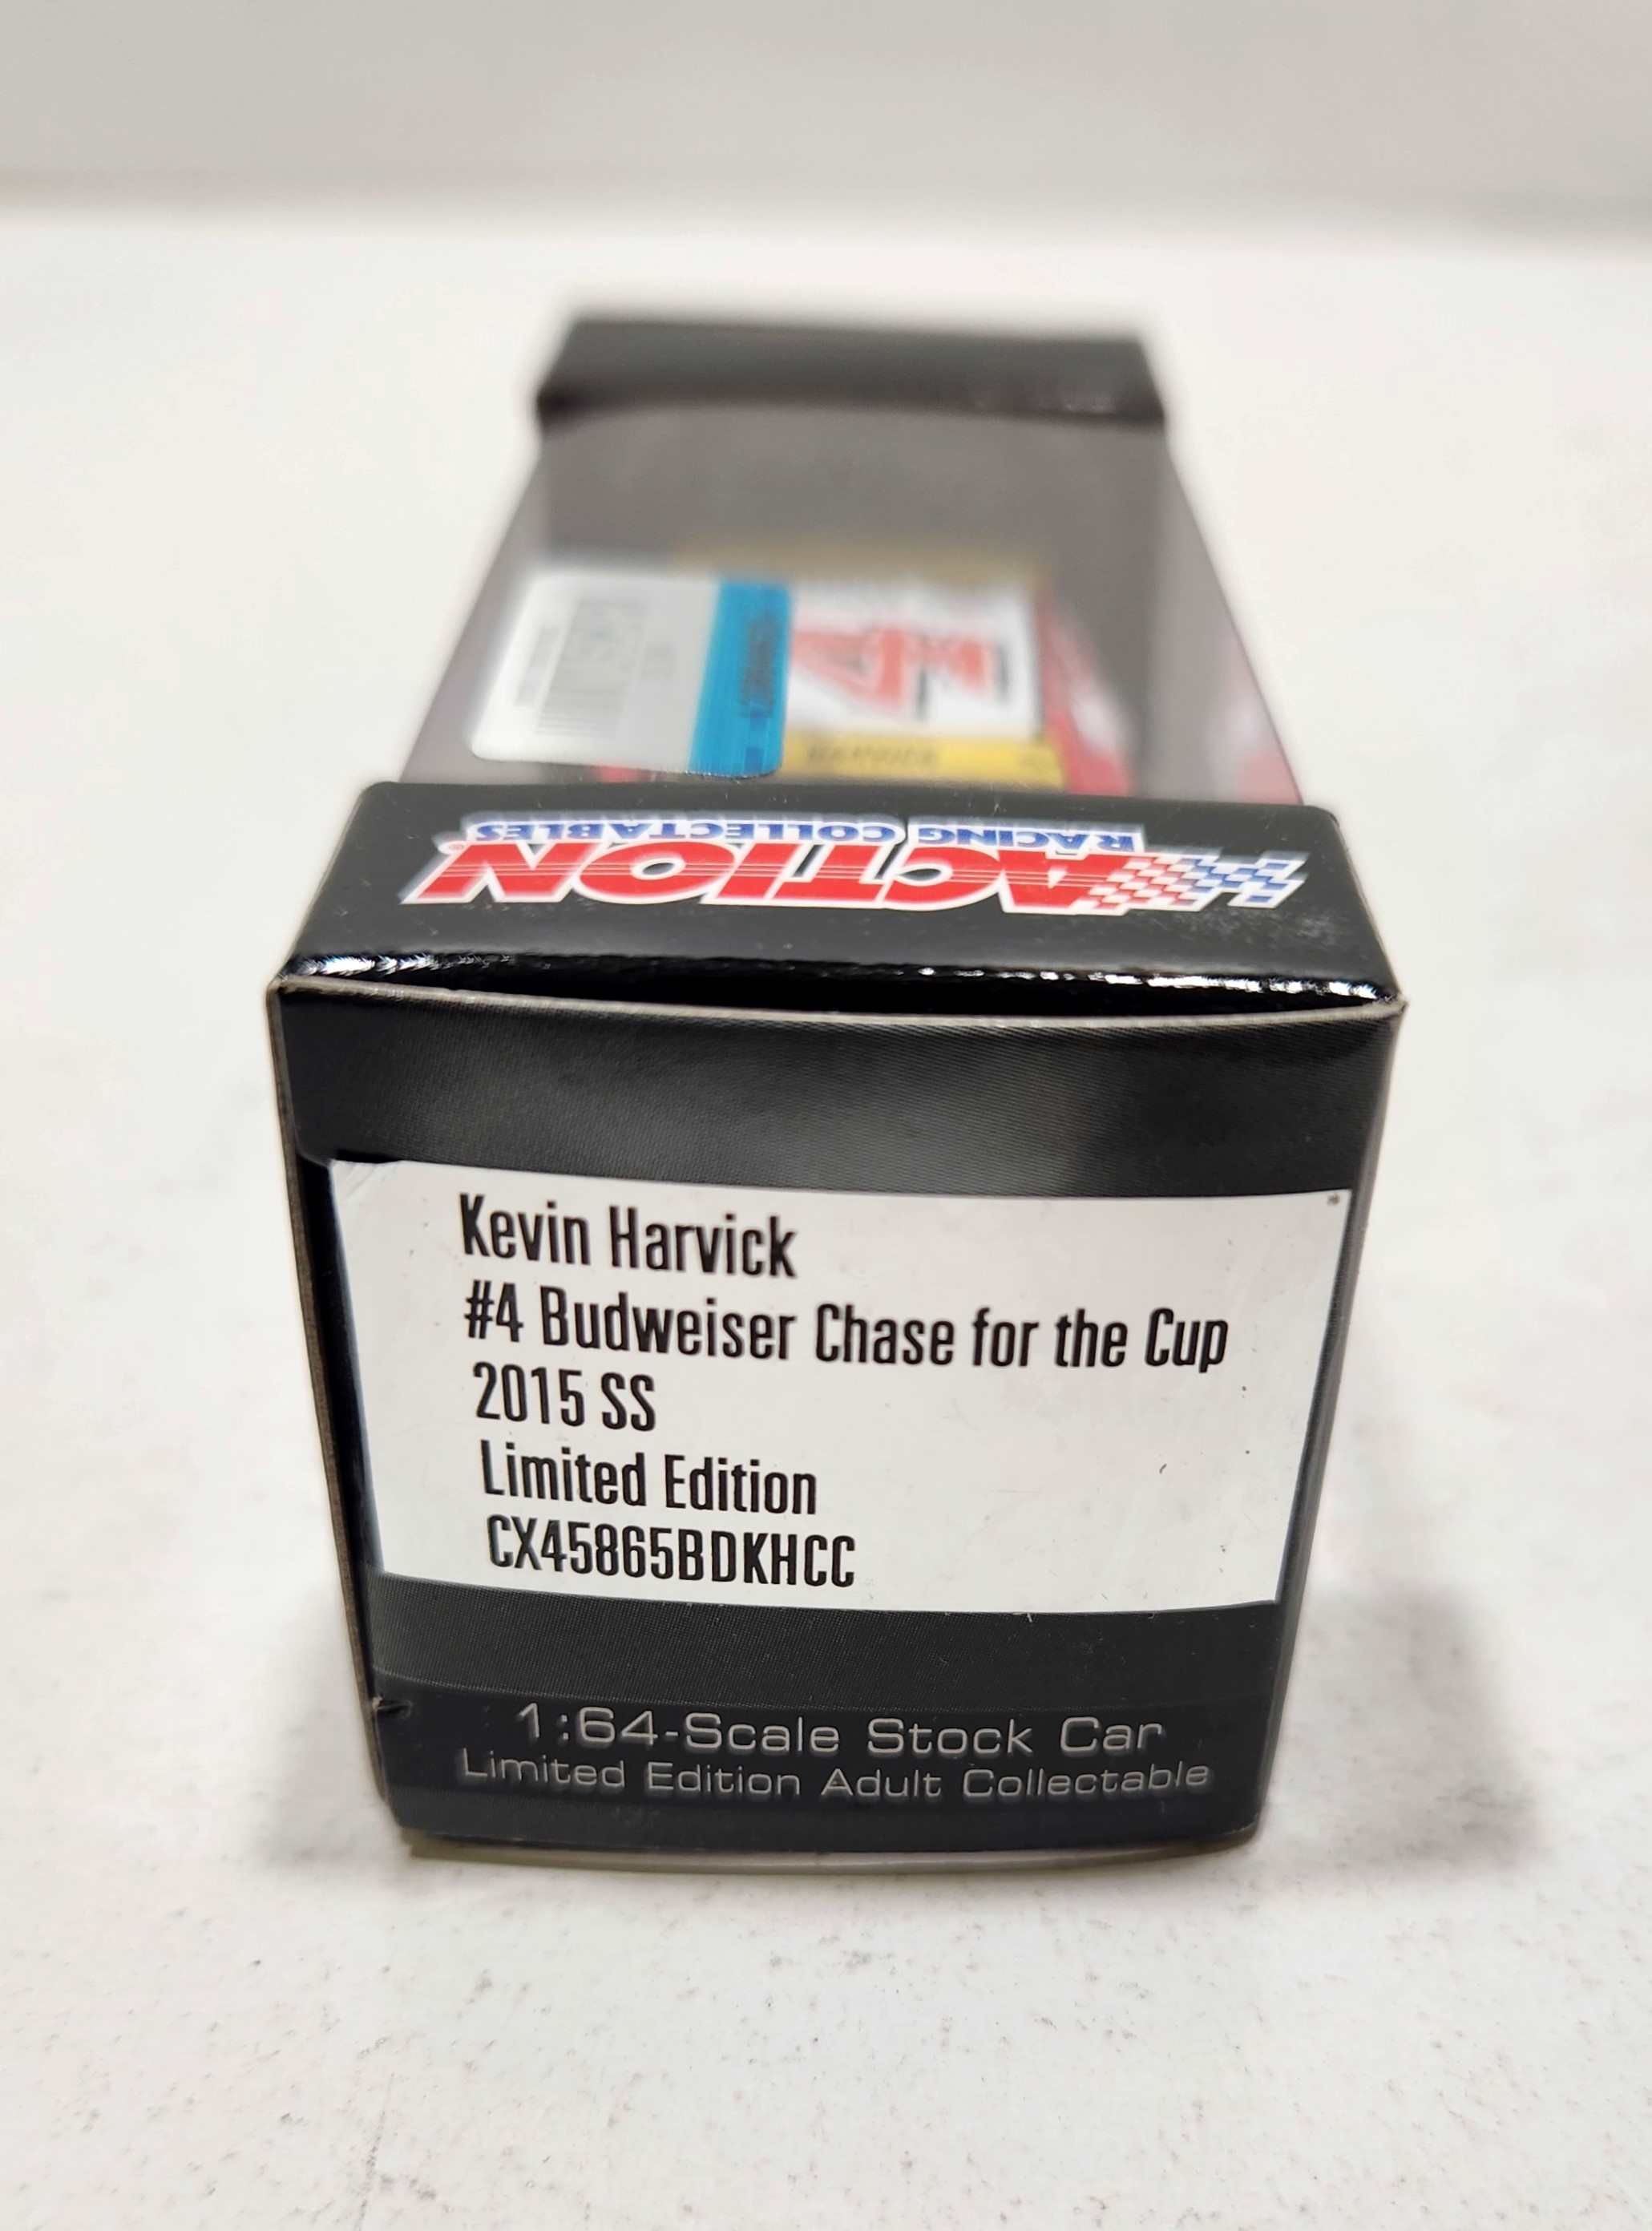 4
ACTION
RACING COLLECTABLES
Kevin Harvick
#4 Budweiser Chase for the Cup
2015 SS
Limited Edition
CX45865BDKHCC
1:64-Scale Stock Car
Limited Edition Adult Collectable